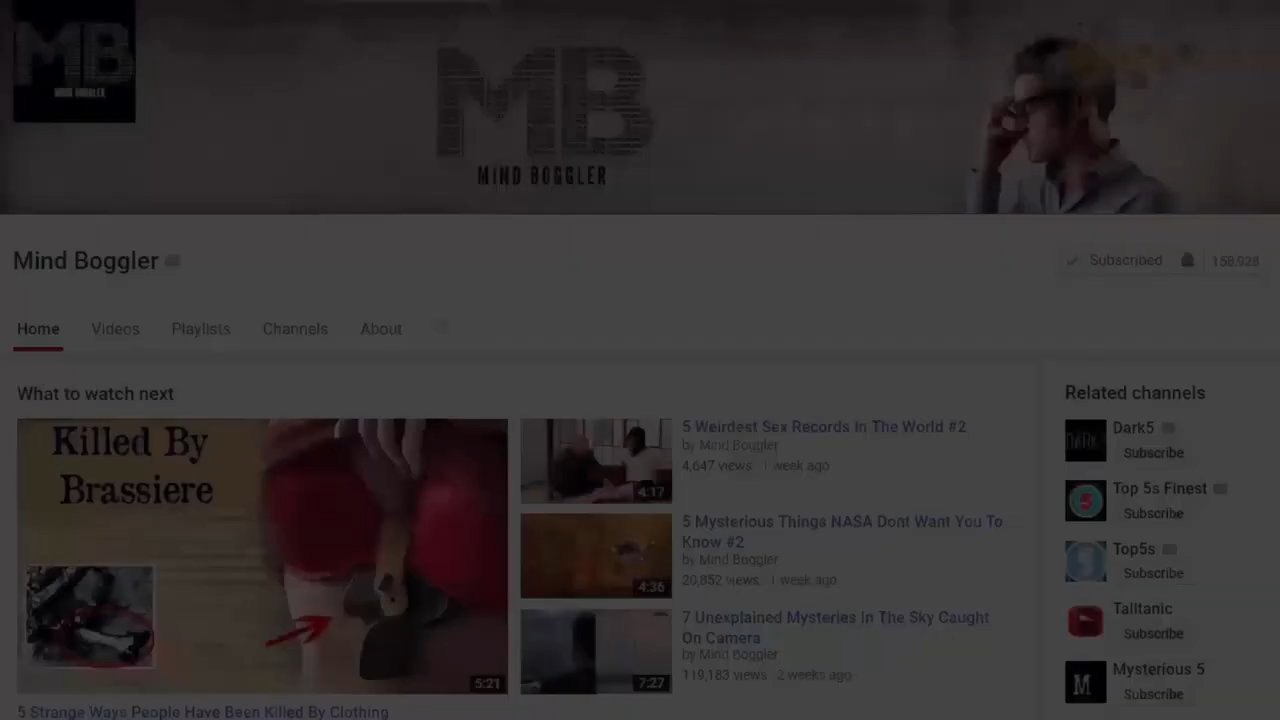 MB
MIND BOGGLER
MB
MIND BOGGLER
Mind Boggler
Subscribed
158,928
Home Videos Playlists Channels About
What to watch next
Killed By
Brassiere
5:21
5 Strange Ways People Have Been Killed By Clothing
4:17
5 Weirdest Sex Records In The World #2
by Mind Boggler
4,647 views 1 week ago
4:36
5 Mysterious Things NASA Dont Want You To
Know #2
by Mind Boggler
20,852 views 1 week ago
7:27
7 Unexplained Mysteries In The Sky Caught
On Camera
by Mind Boggler
119,183 views 2 weeks ago
Related channels
DARK
Dark5
Subscribe
5
Top 5s Finest
Subscribe
Top5s
Subscribe
Talltanic
Subscribe
M
Mysterious 5
Subscribe